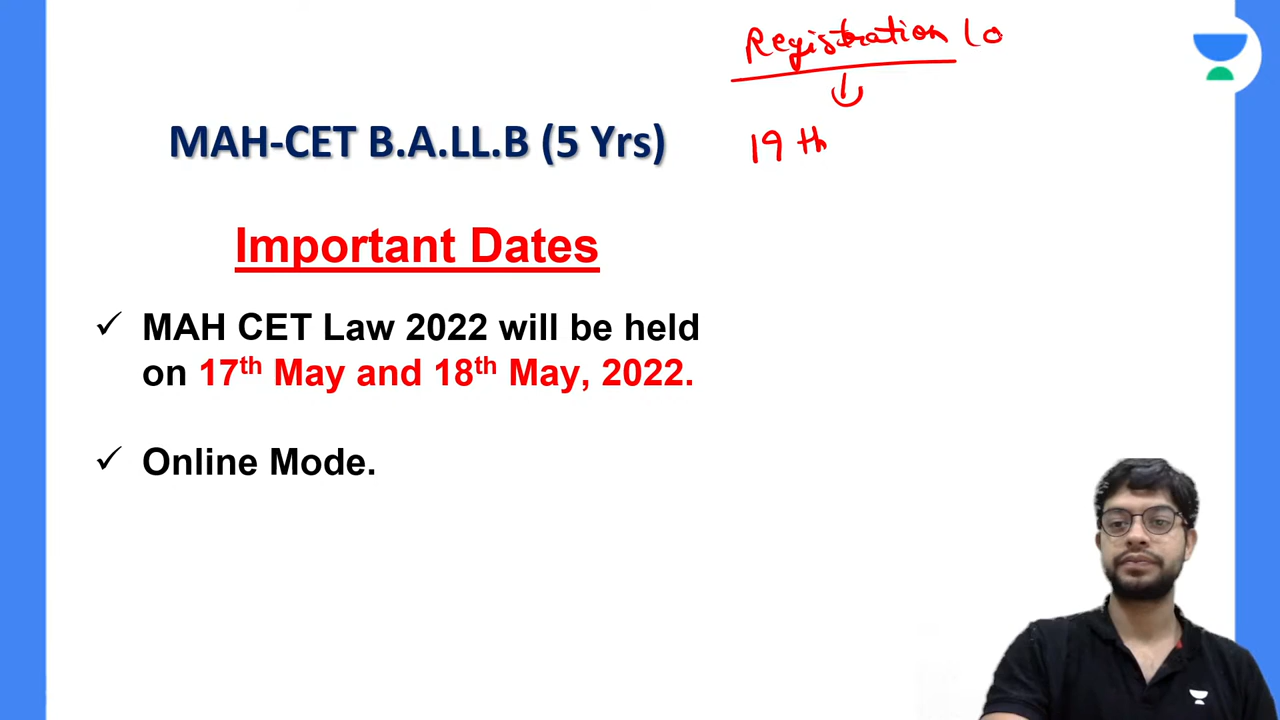 Registration
19 th
MAH-CET B.A.LL.B (5 Yrs)
Important Dates
✓ MAH CET Law 2022 will be held
on 17th May and 18th May, 2022.
✓ Online Mode.